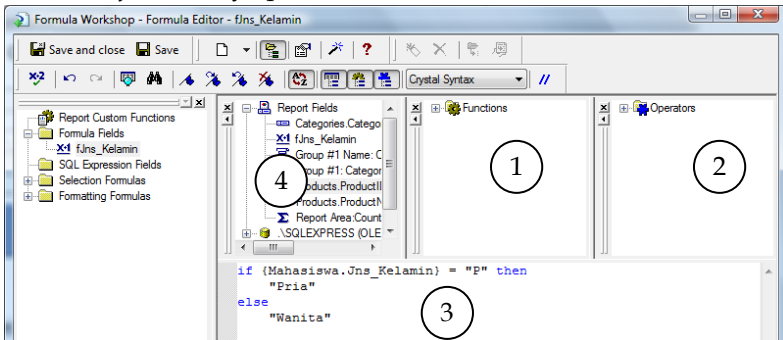 Formula Workshop - Formula Editor - fJns_Kelamin
Save and close Save
Crystal Syntax //
Report Custom Functions
Formula Fields
x-1 fJns_Kelamin
SQL Expression Fields
Selection Formulas
Formatting Formulas
Report Fields
Categories.Catego
x-1 fJns_Kelamin
Group #1 Name: C
Group #1: Categor
Products.ProductI
Products.ProductN
Σ Report Area:Count
.\SQLEXPRESS (OLE
4
Functions
1
Operators
2
if {Mahasiswa.Jns_Kelamin} = "P" then
"Pria"
else
"Wanita"
3